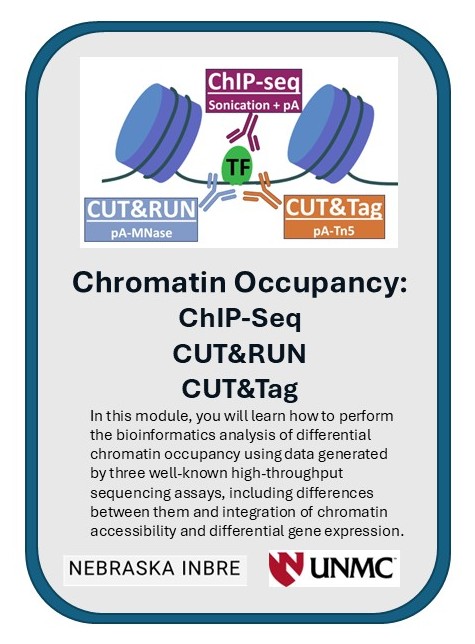 ChIP-seq
Sonication + pA
TF
CUT&RUN
pA-MNase
CUT&Tag
pA-Tn5
Chromatin Occupancy:
ChIP-Seq
CUT&RUN
CUT&Tag
In this module, you will learn how to perform
the bioinformatics analysis of differential
chromatin occupancy using data generated
by three well-known high-throughput
sequencing assays, including differences
between them and integration of chromatin
accessibility and differential gene expression.
NEBRASKA INBRE
N UNMC™